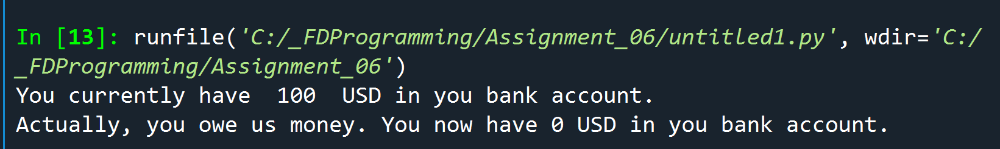 In [13]: runfile('C:/_FDProgramming/Assignment_06/untitled1.py', wdir='C:/
_FDProgramming/Assignment_06')
You currently have  100  USD in you bank account.
Actually, you owe us money. You now have 0 USD in you bank account.